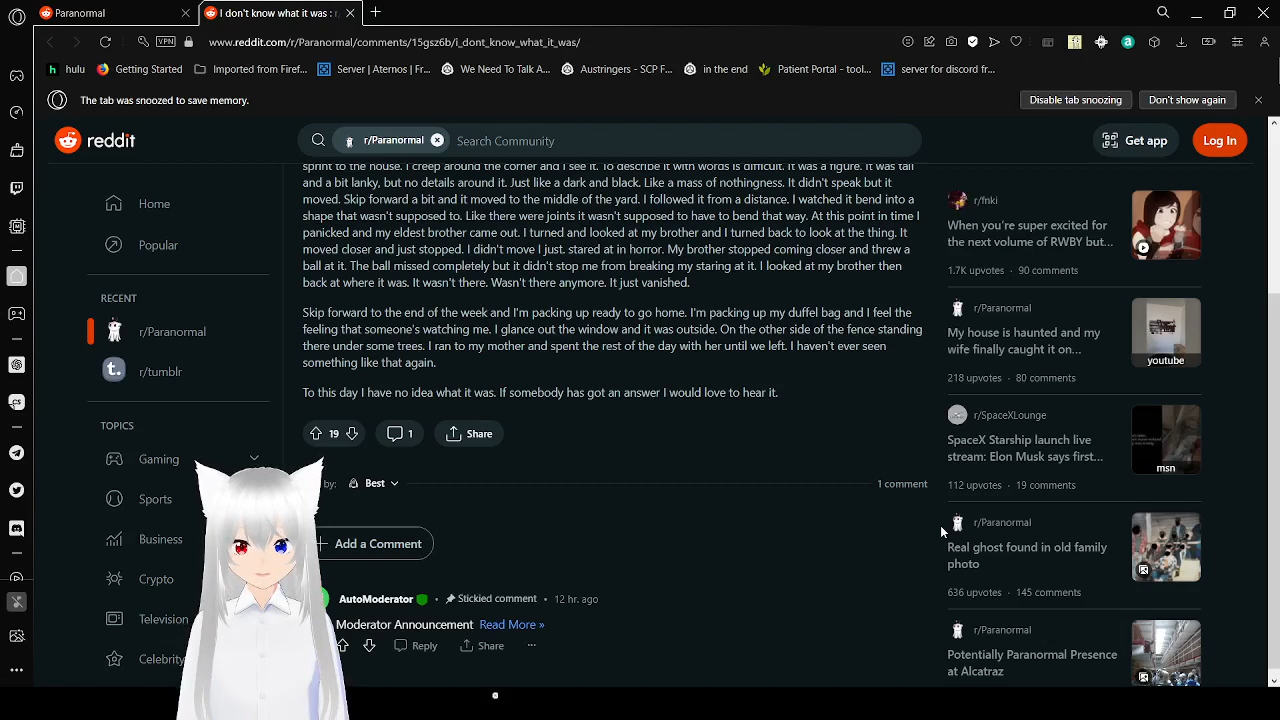 Paranormal
I don't know what it was : r,
www.reddit.com/r/Paranormal/comments/15gsz6b/i_dont_know_what_it_was/
VPN
hulu
Getting Started
Imported from Firef...
Server | Aternos | Fr...
We Need To Talk A...
Austringers - SCP F...
in the end
Patient Portal - tool...
server for discord fr...
The tab was snoozed to save memory.
Disable tab snoozing
Don't show again
reddit
r/Paranormal
Search Community
Get app
Log In
Home
Popular
RECENT
r/Paranormal
r/tumblr
TOPICS
Gaming
Sports
Business
Crypto
Television
Celebrity
sprint to the house. I creep around the corner and I see it. To describe it with words is difficult. It was a figure. It was tall
and a bit lanky, but no details around it. Just like a dark and black. Like a mass of nothingness. It didn't speak but it
moved. Skip forward a bit and it moved to the middle of the yard. I followed it from a distance. I watched it bend into a
shape that wasn't supposed to. Like there were joints it wasn't supposed to have to bend that way. At this point in time I
panicked and my eldest brother came out. I turned and looked at my brother and I turned back to look at the thing. It
moved closer and just stopped. I didn't move I just. stared at in horror. My brother stopped coming closer and threw a
ball at it. The ball missed completely but it didn't stop me from breaking my staring at it. I looked at my brother then
back at where it was. It wasn't there. Wasn't there anymore. It just vanished.
Skip forward to the end of the week and I'm packing up ready to go home. I'm packing up my duffel bag and I feel the
feeling that someone's watching me. I glance out the window and it was outside. On the other side of the fence standing
there under some trees. I ran to my mother and spent the rest of the day with her until we left. I haven't ever seen
something like that again.
To this day I have no idea what it was. If somebody has got an answer I would love to hear it.
19
1
Share
by:
Best
1 comment
Add a Comment
AutoModerator • Stickied comment • 12 hr. ago
Moderator Announcement Read More »
Reply
Share
r/fnki
When you're super excited for
the next volume of RWBY but...
1.7K upvotes · 90 comments
r/Paranormal
My house is haunted and my
wife finally caught it on...
youtube
218 upvotes · 80 comments
r/SpaceXLounge
SpaceX Starship launch live
stream: Elon Musk says first...
msn
112 upvotes · 19 comments
r/Paranormal
Real ghost found in old family
photo
636 upvotes · 145 comments
r/Paranormal
Potentially Paranormal Presence
at Alcatraz